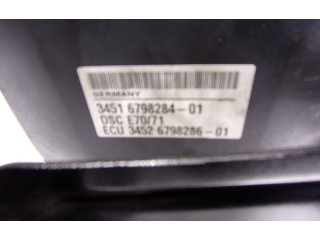 GERMANY
3451 6798284-01
DSC E70/71
ECU 3452 6798286-01